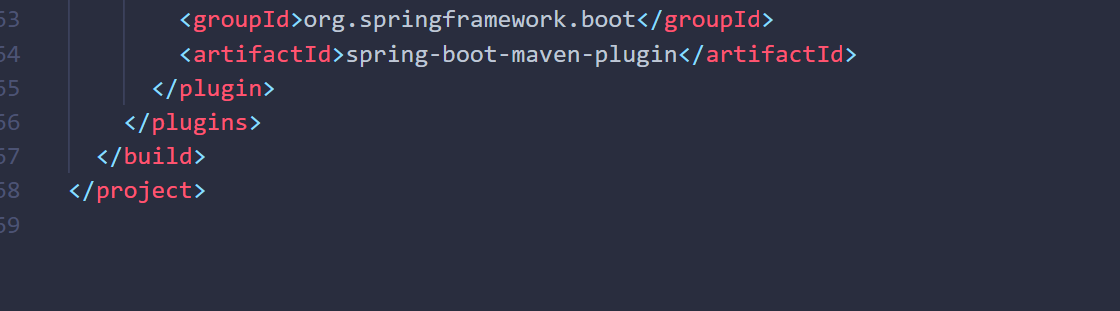 53 <groupId>org.springframework.boot</groupId>
54 <artifactId>spring-boot-maven-plugin</artifactId>
55 </plugin>
56 </plugins>
57 </build>
58 </project>
59